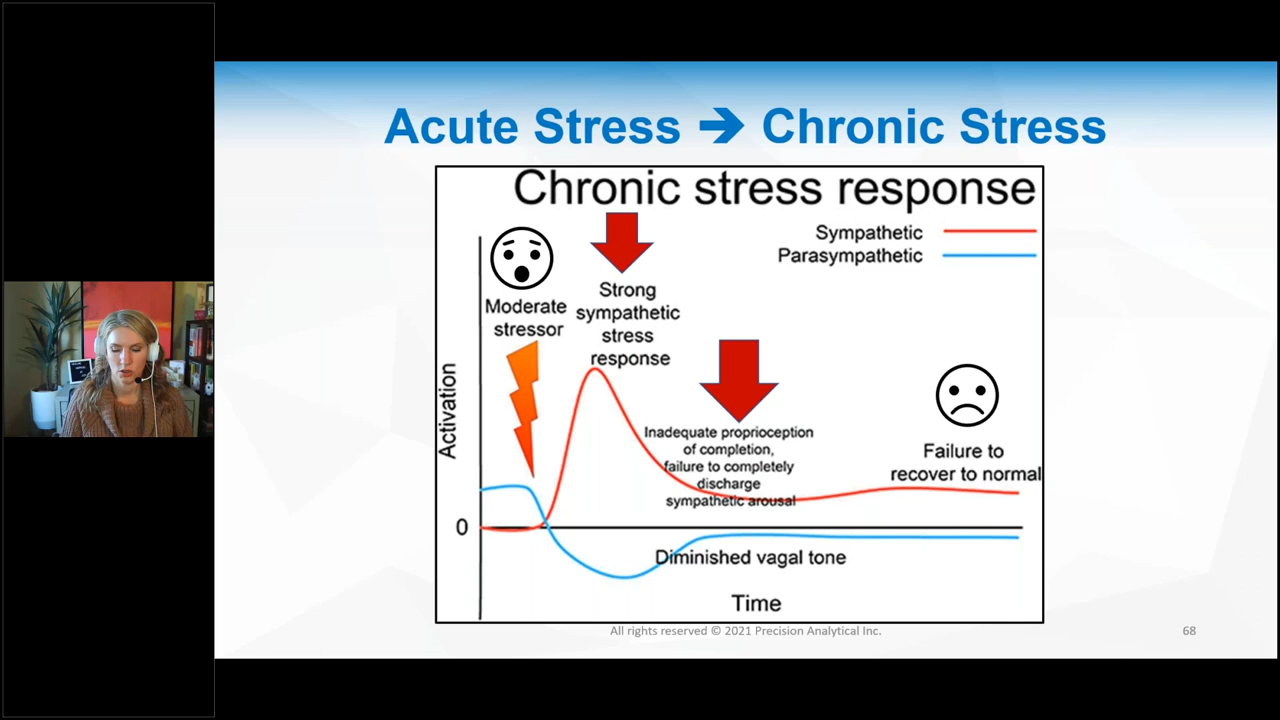 Acute Stress → Chronic Stress
Chronic stress response
Sympathetic
Parasympathetic
Moderate
stressor
Strong
sympathetic
stress
response
Activation
Inadequate proprioception
of completion,
failure to completely
discharge
sympathetic arousal
Failure to
recover to normal
0
Diminished vagal tone
Time
All rights reserved © 2021 Precision Analytical Inc.
68